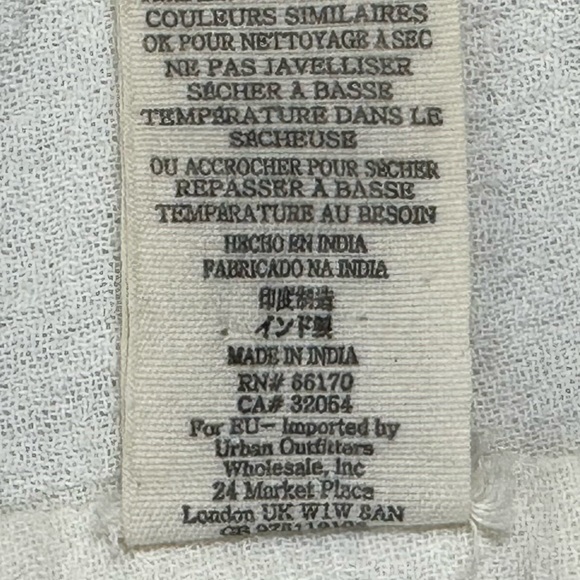 COULEURS SIMILAIRES
OK POUR NETTOYAGE A SEC
NE PAS JAVELLISER
SÉCHER À BASSE
TEMPÉRATURE DANS LE
SÉCHEUSE
OU ACCROCHER POUR SÉCHER
REPASSER À BASSE
TEMPÉRATURE AU BESOIN
HECHO EN INDIA
FABRICADO NA INDIA
印度制造
インド製
MADE IN INDIA
RN# 66170
CA# 32054
For EU- Imported by
Urban Outfitters
Wholesale, Inc
24 Market Place
London UK W1W 8AN